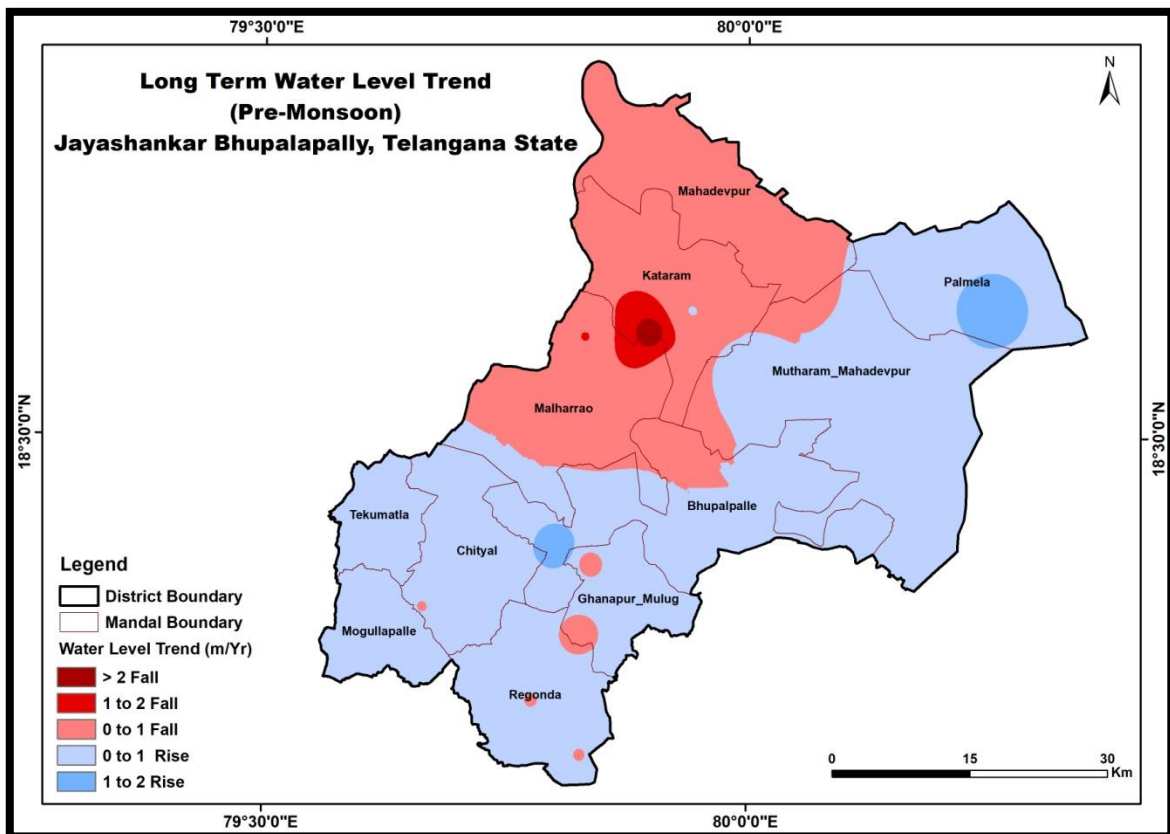 79°30'0"E
80°0'0"E
N
Long Term Water Level Trend
(Pre-Monsoon)
Jayashankar Bhupalapally, Telangana State
Mahadevpur
Kataram
Palmela
Mutharam_Mahadevpur
Malharrao
18°30'0"N
18°30'0"N
Bhupalpalle
Tekumatla
Chityal
Ghanapur_Mulug
Mogullapalle
Regonda
Legend
District Boundary
Mandal Boundary
Water Level Trend (m/Yr)
> 2 Fall
1 to 2 Fall
0 to 1 Fall
0 to 1 Rise
1 to 2 Rise
0 15 30
Km
79°30'0"E
80°0'0"E